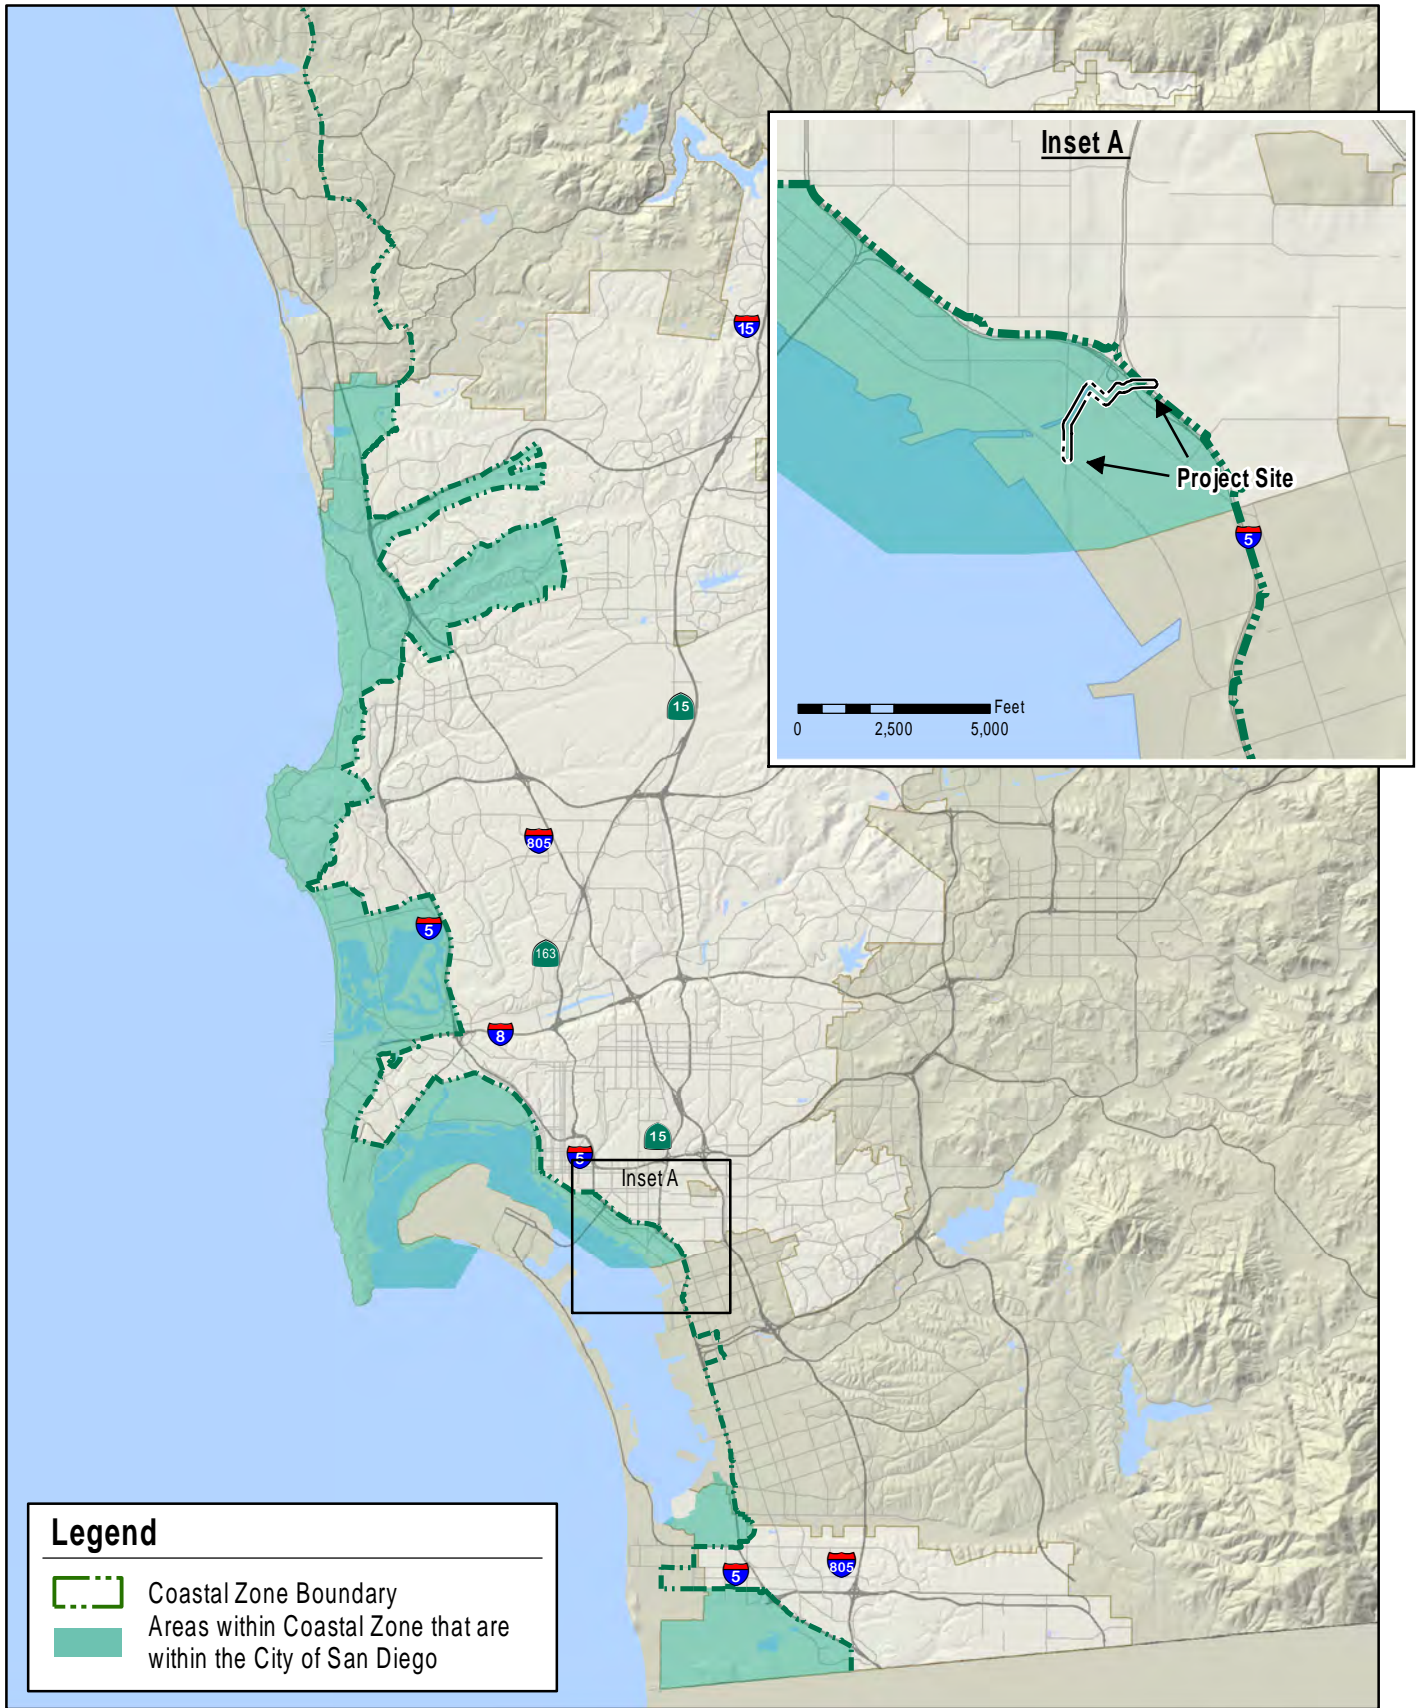 Inset A
Project Site
5
Feet
0 2,500 5,000
15
15
805
5
163
8
15
5
Inset A
5
805
Legend
Coastal Zone Boundary
Areas within Coastal Zone that are
within the City of San Diego